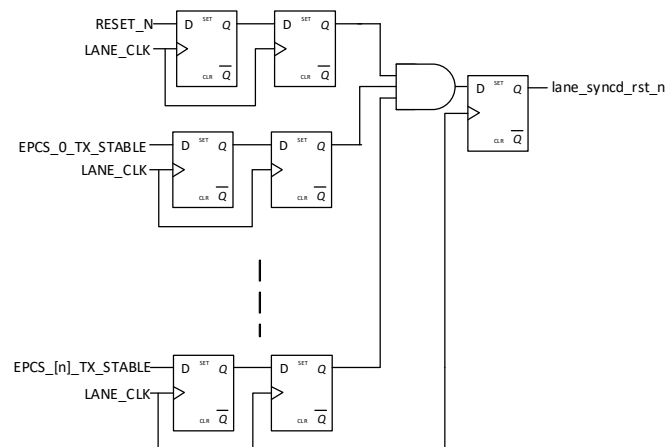 RESET_N
LANE_CLK
D SET Q
CLR Q
D SET Q
CLR Q
D SET Q
CLR Q
lane_syncd_rst_n
EPCS_0_TX_STABLE
LANE_CLK
D SET Q
CLR Q
D SET Q
CLR Q
EPCS_[n]_TX_STABLE
LANE_CLK
D SET Q
CLR Q
D SET Q
CLR Q